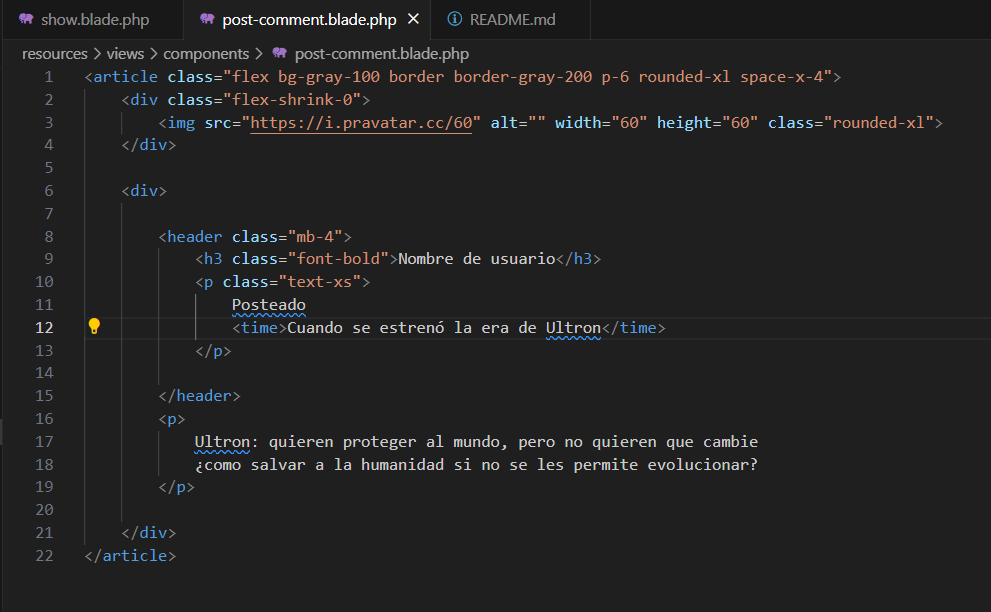 show.blade.php post-comment.blade.php README.md
resources > views > components > post-comment.blade.php
1 <article class="flex bg-gray-100 border border-gray-200 p-6 rounded-xl space-x-4">
2 <div class="flex-shrink-0">
3 <img src="https://i.pravatar.cc/60" alt="" width="60" height="60" class="rounded-xl">
4 </div>
5
6 <div>
7
8 <header class="mb-4">
9 <h3 class="font-bold">Nombre de usuario</h3>
10 <p class="text-xs">
11 Posteado
12 <time>Cuando se estrenó la era de Ultron</time>
13 </p>
14
15 </header>
16 <p>
17 Ultron: quieren proteger al mundo, pero no quieren que cambie
18 ¿como salvar a la humanidad si no se les permite evolucionar?
19 </p>
20
21 </div>
22 </article>